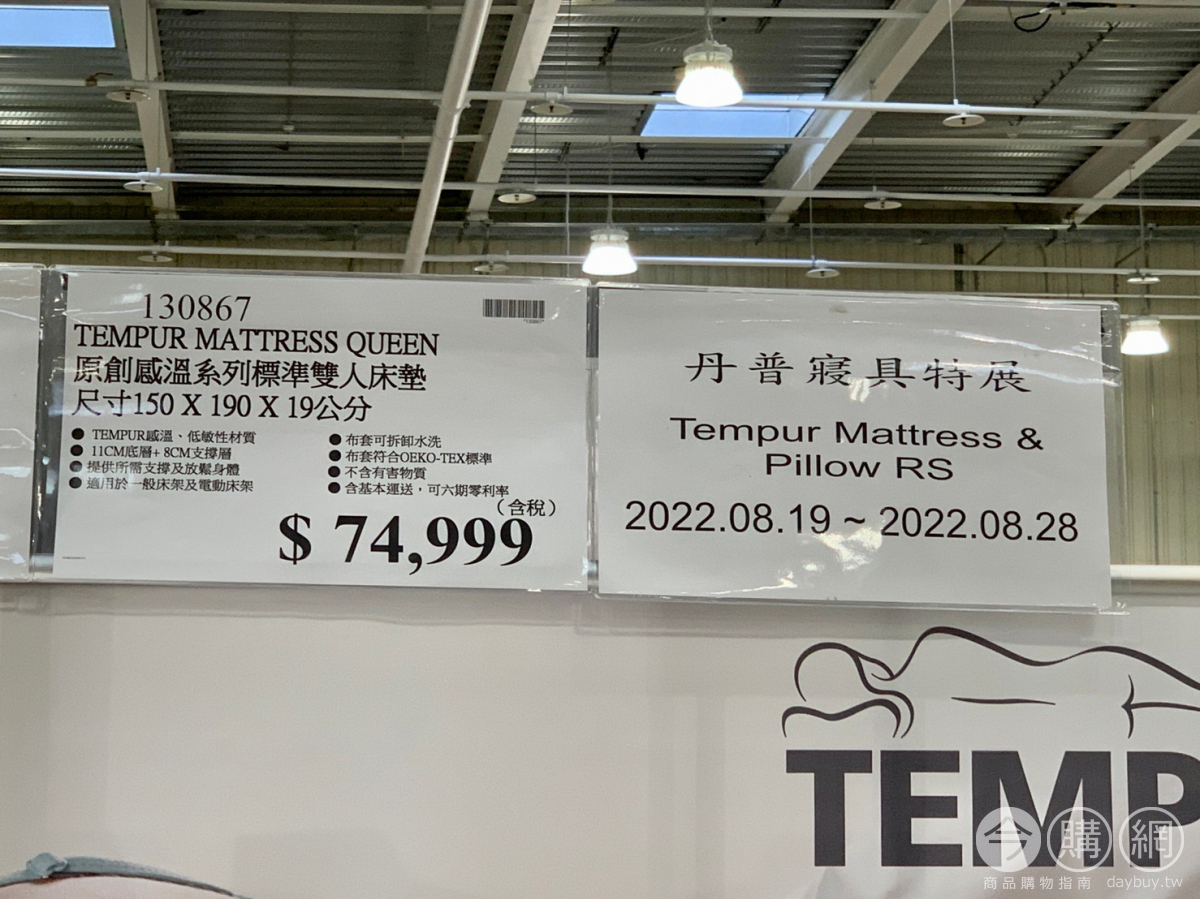 130867
TEMPUR MATTRESS QUEEN
原創感溫系列標準雙人床墊
尺寸150 X 190 X 19公分
● TEMPUR感溫、低敏性材質
● 11CM底層+ 8CM支撐層
● 提供所需支撐及放鬆身體
● 適用於一般床架及電動床架
● 布套可拆卸水洗
● 布套符合OEKO-TEX標準
● 不含有害物質
● 含基本運送，可六期零利率
(含稅)
$ 74,999
丹普寢具特展
Tempur Mattress &
Pillow RS
2022.08.19 ~ 2022.08.28
TEMP
今購網
商品購物指南 daybuy.tw